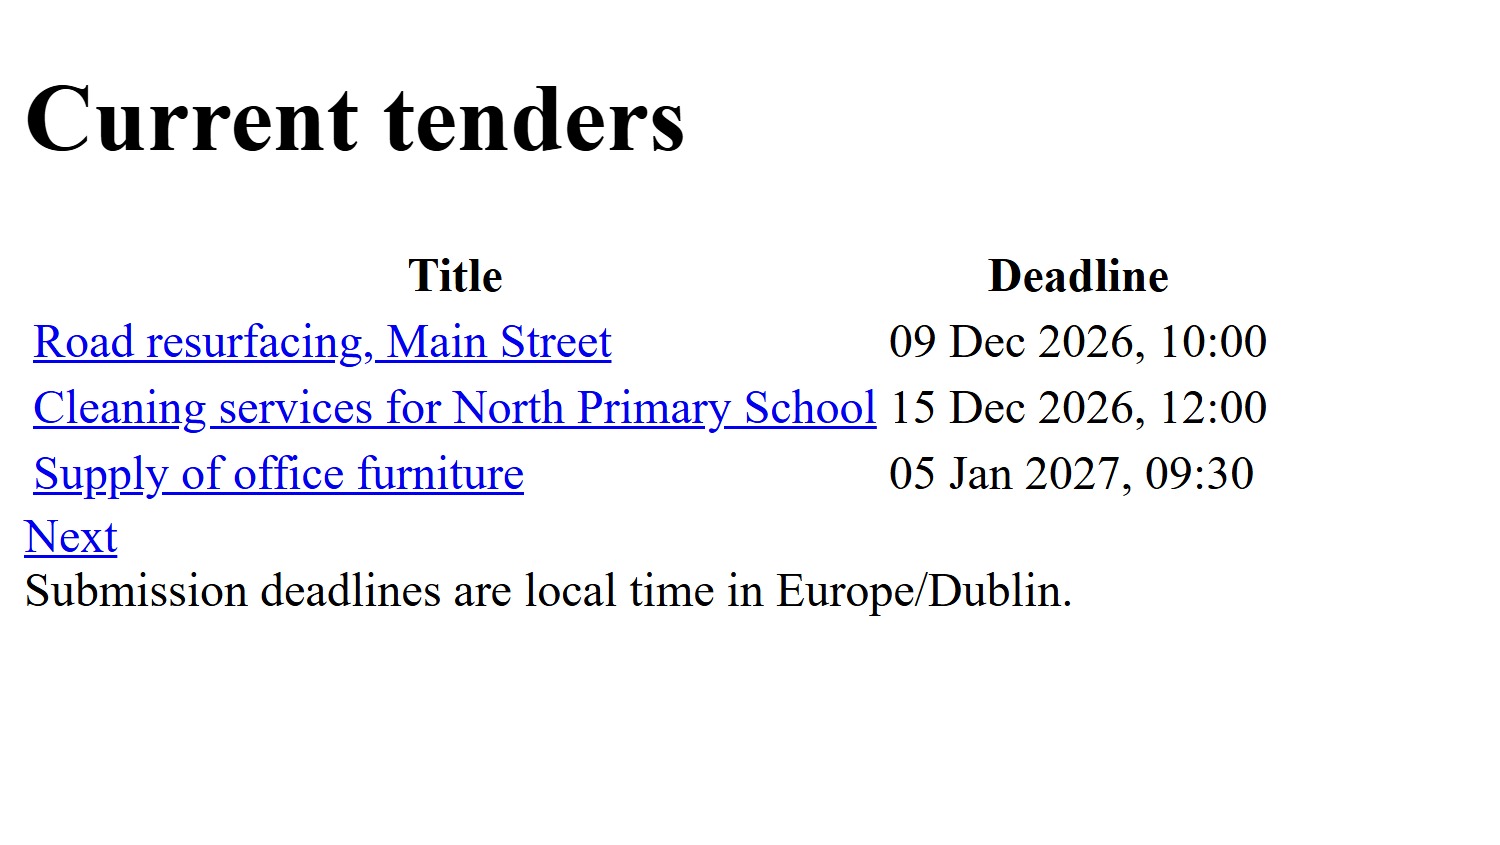 Current tenders
Title Deadline
Road resurfacing, Main Street 09 Dec 2026, 10:00
Cleaning services for North Primary School 15 Dec 2026, 12:00
Supply of office furniture 05 Jan 2027, 09:30
Next
Submission deadlines are local time in Europe/Dublin.